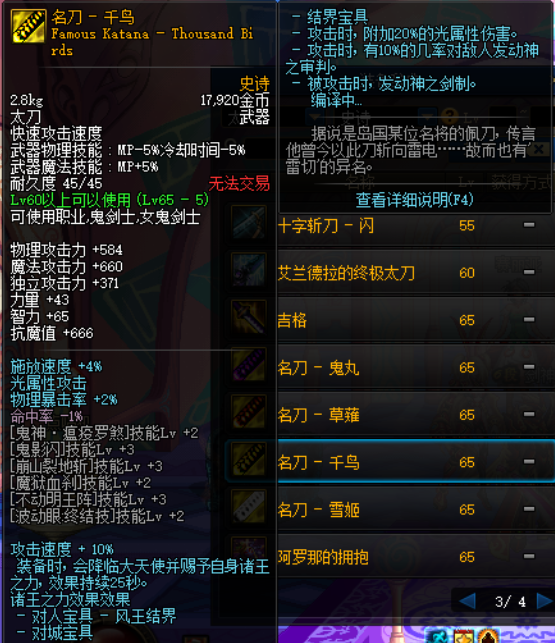 名刀 - 千鸟
Famous Katana - Thousand Bi
rds
史诗
2.8kg 17,920金币
太刀 武器
快速攻击速度
武器物理技能 : MP-5%冷却时间-5%
武器魔法技能 : MP+5%
耐久度 45/45 无法交易
Lv60以上可以使用 (Lv65 - 5)
可使用职业,鬼剑士,女鬼剑士
物理攻击力 +584
魔法攻击力 +660
独立攻击力 +371
力量 +43
智力 +65
抗魔值 +666
施放速度 +4%
光属性攻击
物理暴击率 +2%
命中率 -1%
[鬼神·瘟疫罗煞]技能Lv +2
[鬼影闪]技能Lv +3
[崩山裂地斩]技能Lv +3
[魔狱血刹]技能Lv +2
[不动明王阵]技能Lv +3
[波动眼:终结技]技能Lv +2
攻击速度 + 10%
装备时, 会降临大天使并赐予自身诸王
之力, 效果持续25秒。
诸王之力效果效果
- 对人宝具 - 风王结界
- 对城宝具
- 结界宝具
- 攻击时, 附加20%的光属性伤害。
- 攻击时, 有10%的几率对敌人发动神
之审判。
- 被攻击时, 发动神之剑制。
编译中...
据说是岛国某位名将的佩刀, 传言
他曾今以此刀斩向雷电……故而也有'
雷切'的异名。
查看详细说明(F4)
十字斩刀 - 闪 55 -
艾兰德拉的终极太刀 60 -
吉格 65 -
名刀 - 鬼丸 65 -
名刀 - 草薙 65 -
名刀 - 千鸟 65 -
名刀 - 雪姬 65 -
阿罗那的拥抱 65 -
3/ 4